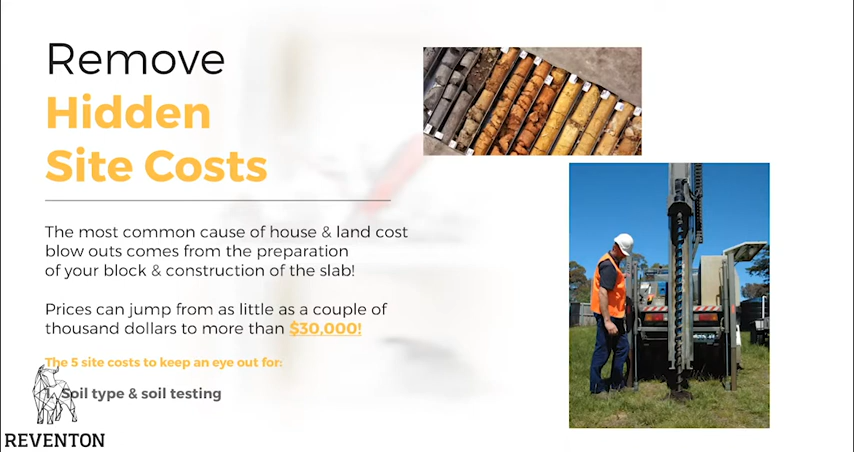 Remove
Hidden
Site Costs
The most common cause of house & land cost
blow outs comes from the preparation
of your block & construction of the slab!
Prices can jump from as little as a couple of
thousand dollars to more than $30,000!
The 5 site costs to keep an eye out for:
1. Soil type & soil testing
REVENTON